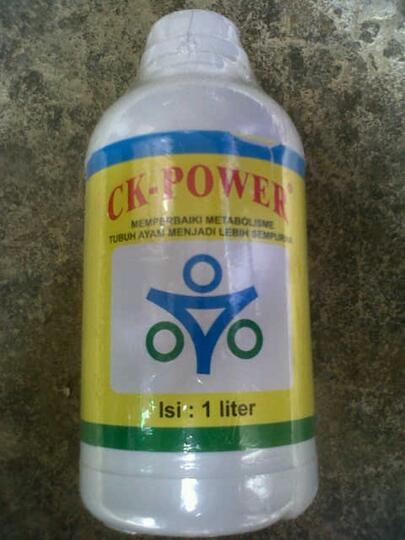 CK-POWER®
MEMPERBAIKI METABOLISME
TUBUH AYAM MENJADI LEBIH SEMPURNA
Isi : 1 liter